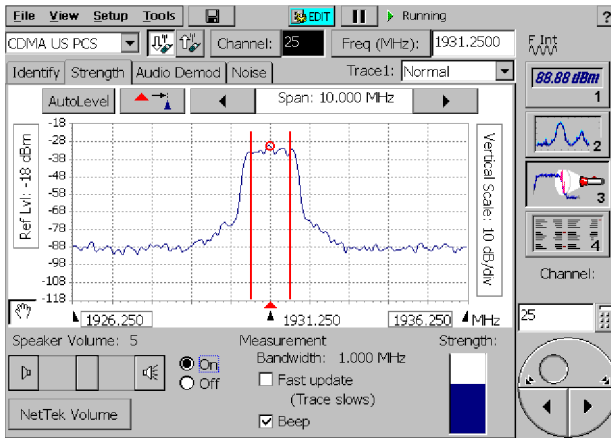 File View Setup Tools EDIT Running ?
CDMA US PCS Channel: 25 Freq (MHz): 1931.2500 F Int
Identify Strength Audio Demod Noise Trace1: Normal
88.88 dBm
1
AutoLevel Span: 10.000 MHz
2
3
4
Ref Lvl: -18 dBm
-18
-28
-38
-48
-58
-68
-78
-88
-98
-108
-118
Vertical Scale: 10 dB/div
1926.250 1931.250 1936.250 MHz
Channel:
25
Speaker Volume: 5
On
Off
NetTek Volume
Measurement
Bandwidth: 1.000 MHz
Fast update
(Trace slows)
Beep
Strength: